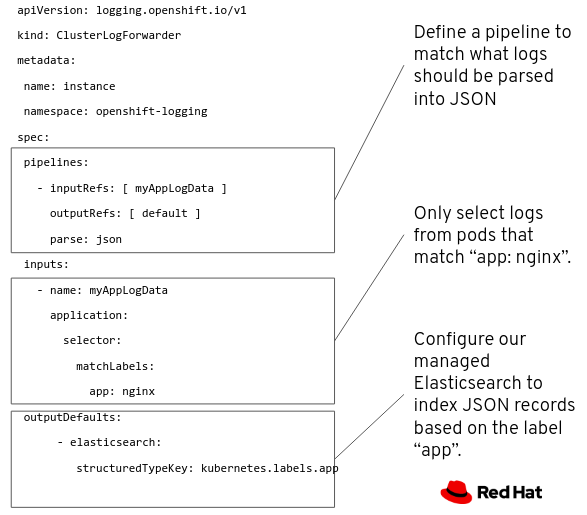 apiVersion: logging.openshift.io/v1
kind: ClusterLogForwarder
metadata:
name: instance
namespace: openshift-logging
spec:
pipelines:
- inputRefs: [ myAppLogData ]
outputRefs: [ default ]
parse: json
inputs:
- name: myAppLogData
application:
selector:
matchLabels:
app: nginx
outputDefaults:
- elasticsearch:
structuredTypeKey: kubernetes.labels.app
Define a pipeline to
match what logs
should be parsed
into JSON
Only select logs
from pods that
match “app: nginx”.
Configure our
managed
Elasticsearch to
index JSON records
based on the label
“app”.
Red Hat